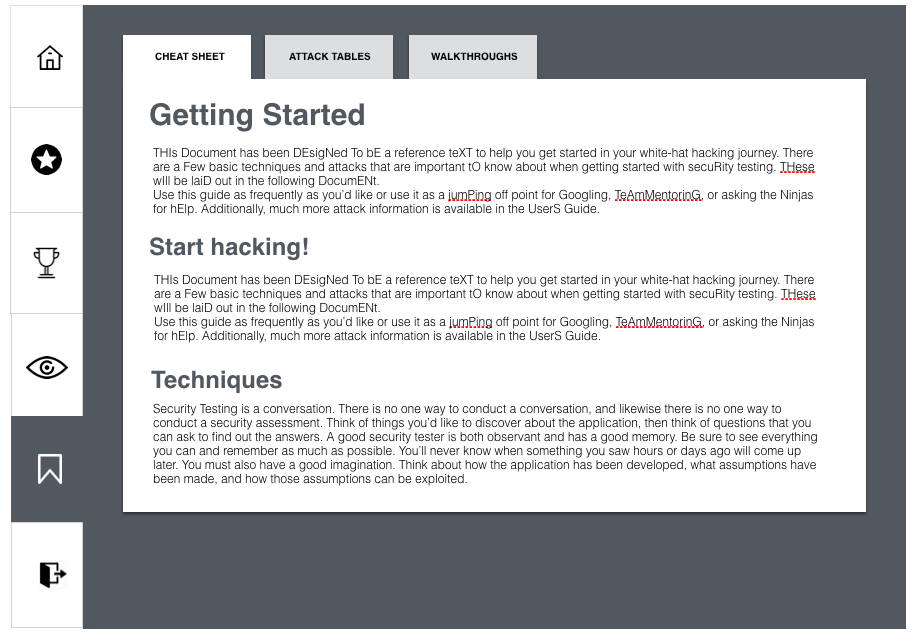 CHEAT SHEET
ATTACK TABLES
WALKTHROUGHS
Getting Started
THIs Document has been DEsigNed To bE a reference teXT to help you get started in your white-hat hacking journey. There
are a Few basic techniques and attacks that are important tO know about when getting started with secuRity testing. THese
wIll be laiD out in the following DocumENt.
Use this guide as frequently as you'd like or use it as a jumPing off point for Googling, TeAmMentorinG, or asking the Ninjas
for hElp. Additionally, much more attack information is available in the UserS Guide.
Start hacking!
THIs Document has been DEsigNed To bE a reference teXT to help you get started in your white-hat hacking journey. There
are a Few basic techniques and attacks that are important tO know about when getting started with secuRity testing. THese
wIll be laiD out in the following DocumENt.
Use this guide as frequently as you'd like or use it as a jumPing off point for Googling, TeAmMentorinG, or asking the Ninjas
for hElp. Additionally, much more attack information is available in the UserS Guide.
Techniques
Security Testing is a conversation. There is no one way to conduct a conversation, and likewise there is no one way to
conduct a security assessment. Think of things you'd like to discover about the application, then think of questions that you
can ask to find out the answers. A good security tester is both observant and has a good memory. Be sure to see everything
you can and remember as much as possible. You'll never know when something you saw hours or days ago will come up
later. You must also have a good imagination. Think about how the application has been developed, what assumptions have
been made, and how those assumptions can be exploited.